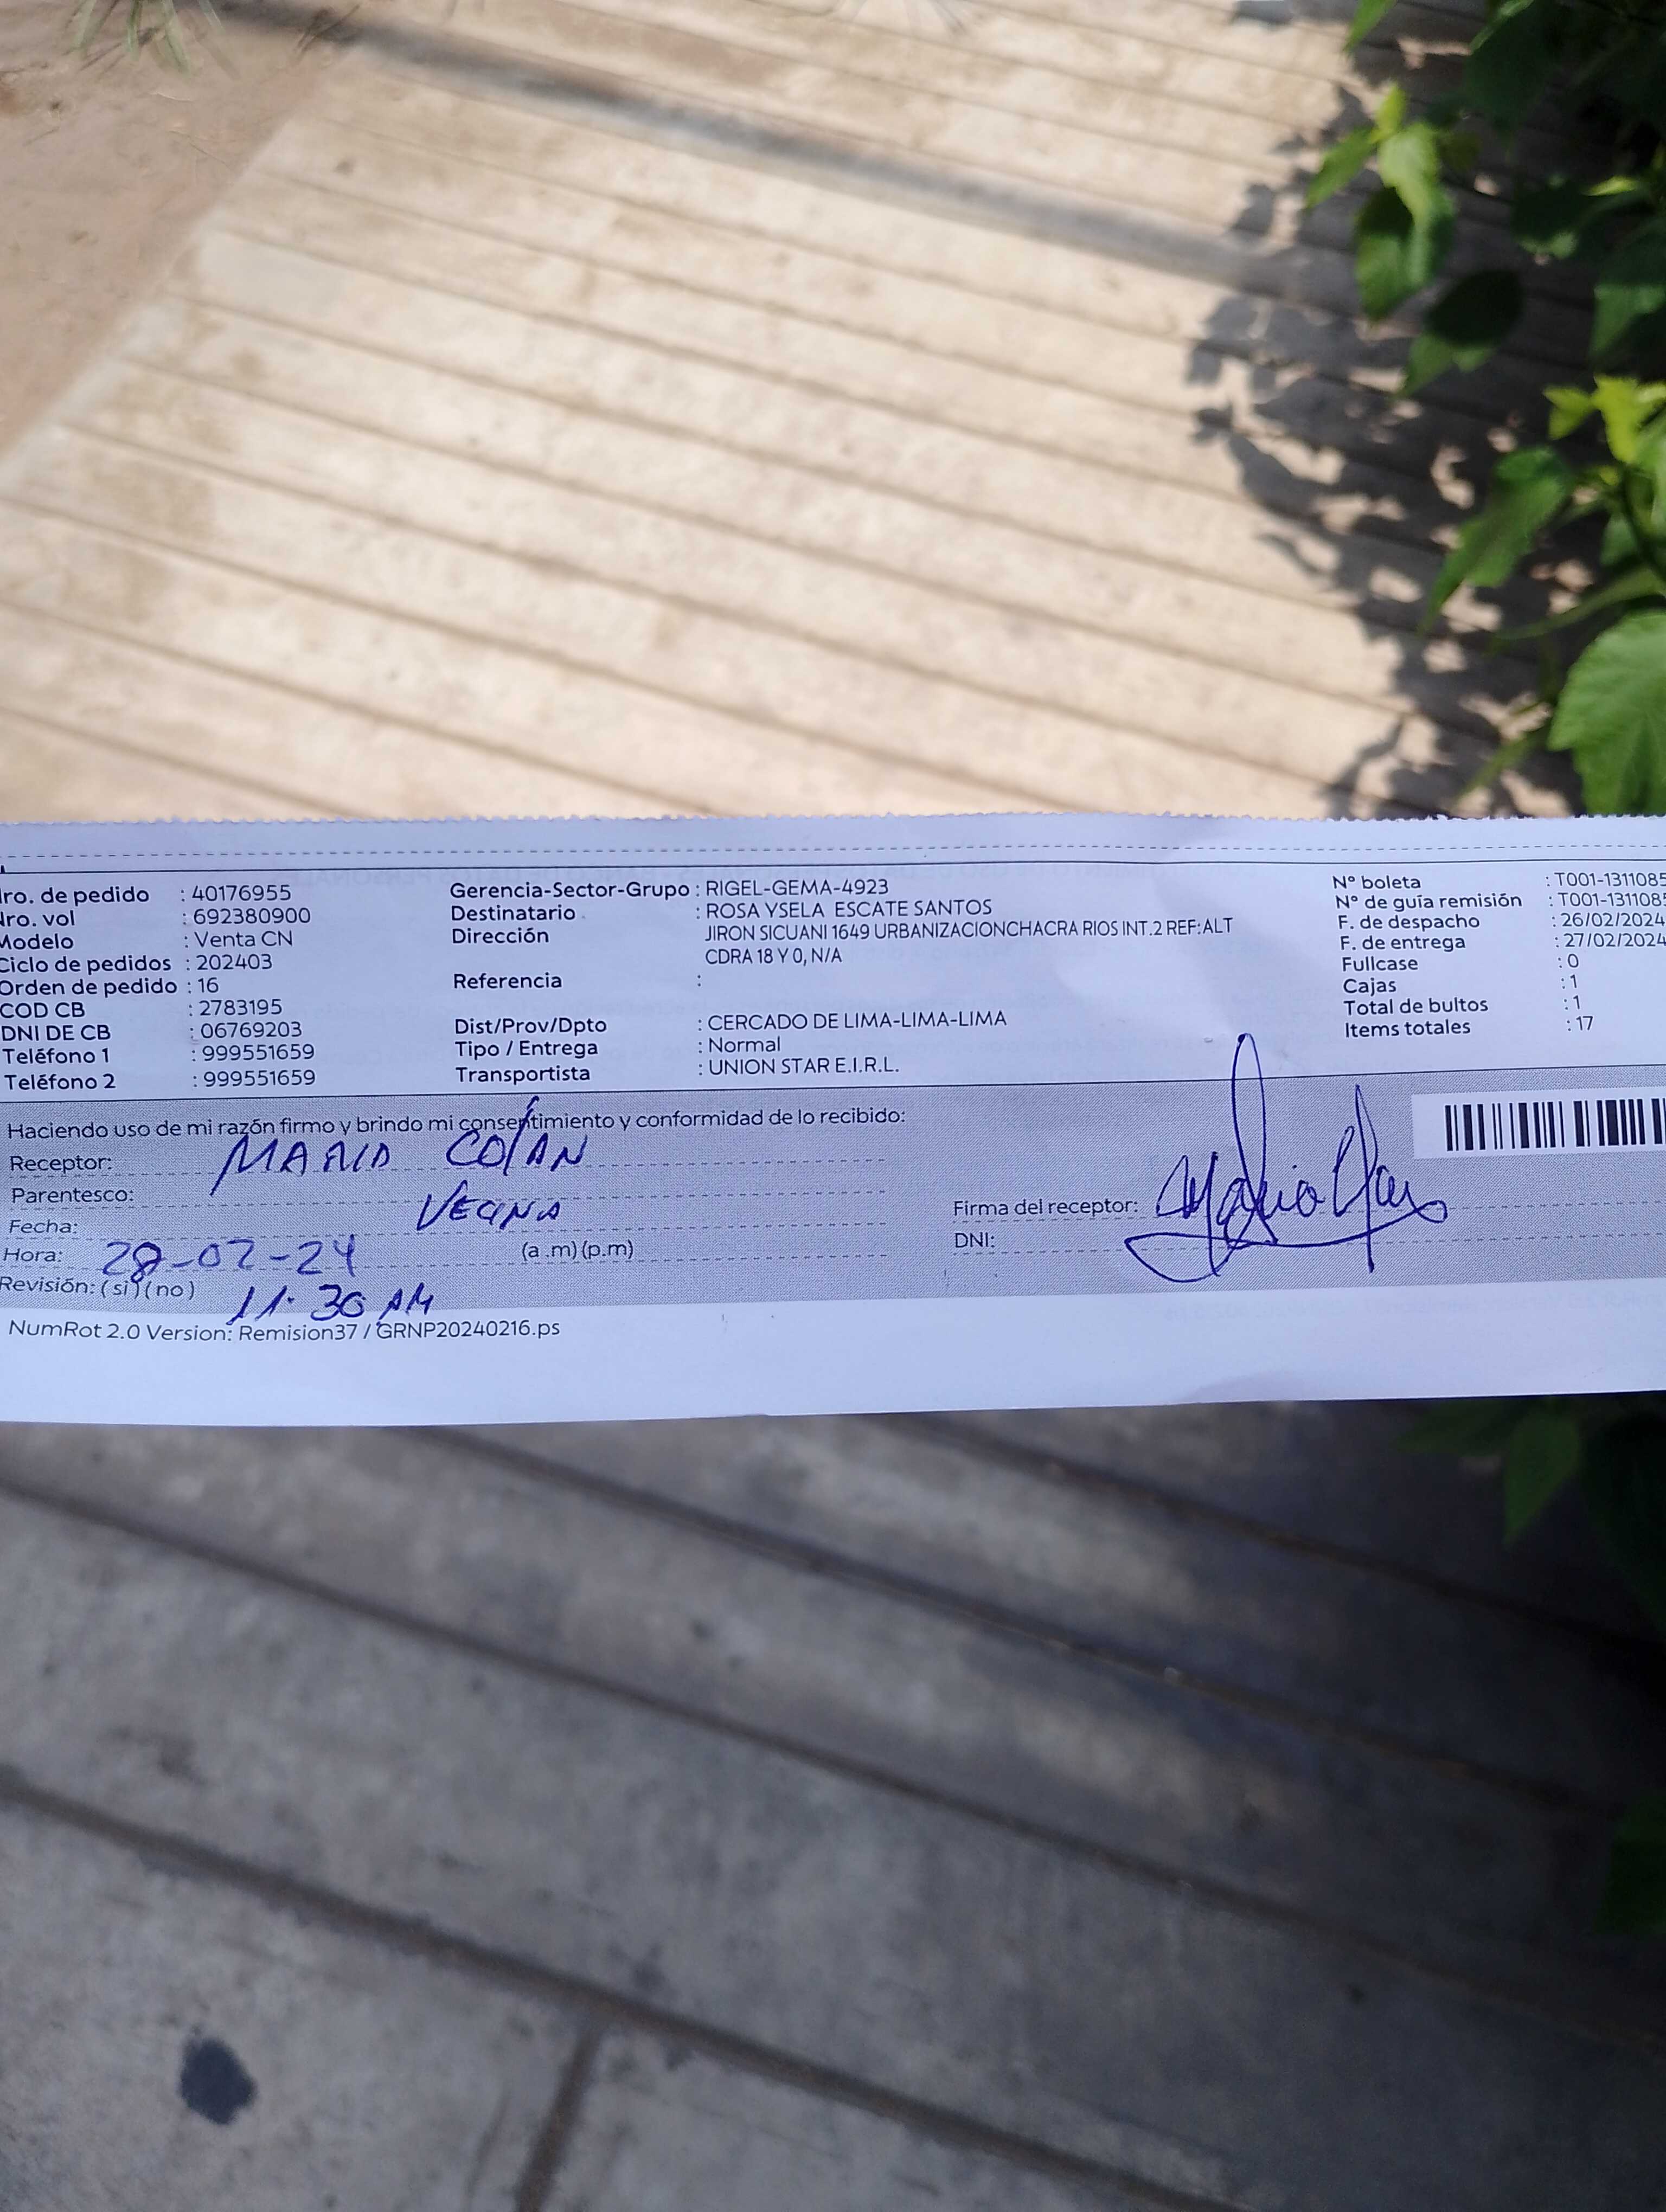 ro. de pedido : 40176955
Nro. vol : 692380900
Modelo : Venta CN
Ciclo de pedidos : 202403
Orden de pedido : 16
COD CB : 2783195
DNI DE CB : 06769203
Teléfono 1 : 999551659
Teléfono 2 : 999551659
Gerencia-Sector-Grupo : RIGEL-GEMA-4923
Destinatario : ROSA YSELA ESCATE SANTOS
Dirección JIRON SICUANI 1649 URBANIZACIONCHACRA RIOS INT.2 REF:ALT
CDRA 18 Y 0, N/A
Referencia :
Dist/Prov/Dpto : CERCADO DE LIMA-LIMA-LIMA
Tipo / Entrega : Normal
Transportista : UNION STAR E.I.R.L.
N° boleta : T001-1311085
N° de guía remisión : T001-1311085
F. de despacho : 26/02/2024
F. de entrega : 27/02/2024
Fullcase : 0
Cajas : 1
Total de bultos : 1
Items totales : 17
Haciendo uso de mi razón firmo y brindo mi consentimiento y conformidad de lo recibido:
Receptor: MARIO COLÁN
Parentesco: VECINA
Fecha: 28-02-24
Hora: 11:30 AM (a .m) (p.m)
Revisión: ( si ) ( no )
Firma del receptor:
DNI:
NumRot 2.0 Version: Remision37 / GRNP20240216.ps